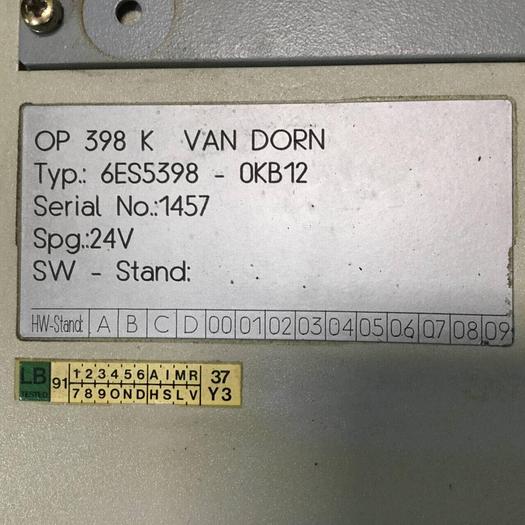 OP 398 K VAN DORN
Typ.: 6ES5398 - 0KB12
Serial No.:1457
Spg.:24V
SW - Stand:
HW-Stand: A B C D 00 01 02 03 04 05 06 07 08 09
LB 91 1 2 3 4 5 6 A I M R 37
TESTED 7 8 9 O N D H S L V Y3